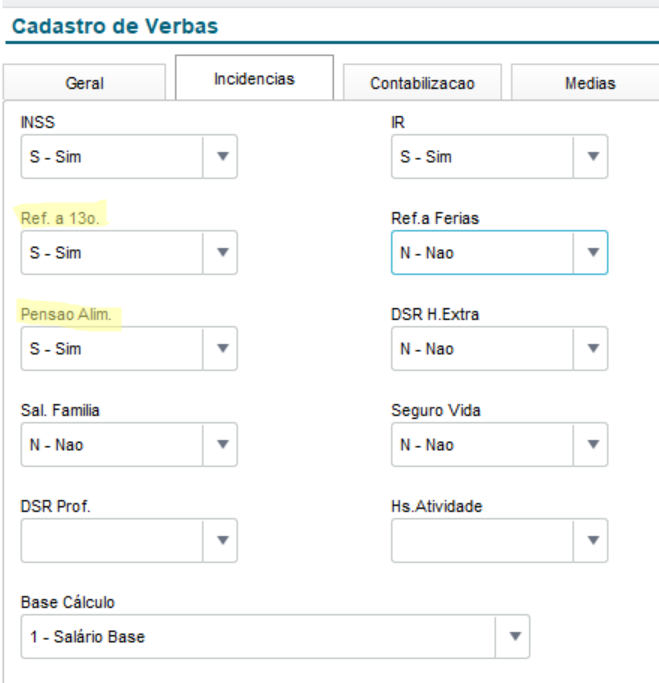 Cadastro de Verbas
Geral Incidencias Contabilizacao Medias
INSS IR
S - Sim S - Sim
Ref. a 13o. Ref.a Ferias
S - Sim N - Nao
Pensao Alim. DSR H.Extra
S - Sim N - Nao
Sal. Familia Seguro Vida
N - Nao N - Nao
DSR Prof. Hs.Atividade
Base Cálculo
1 - Salário Base